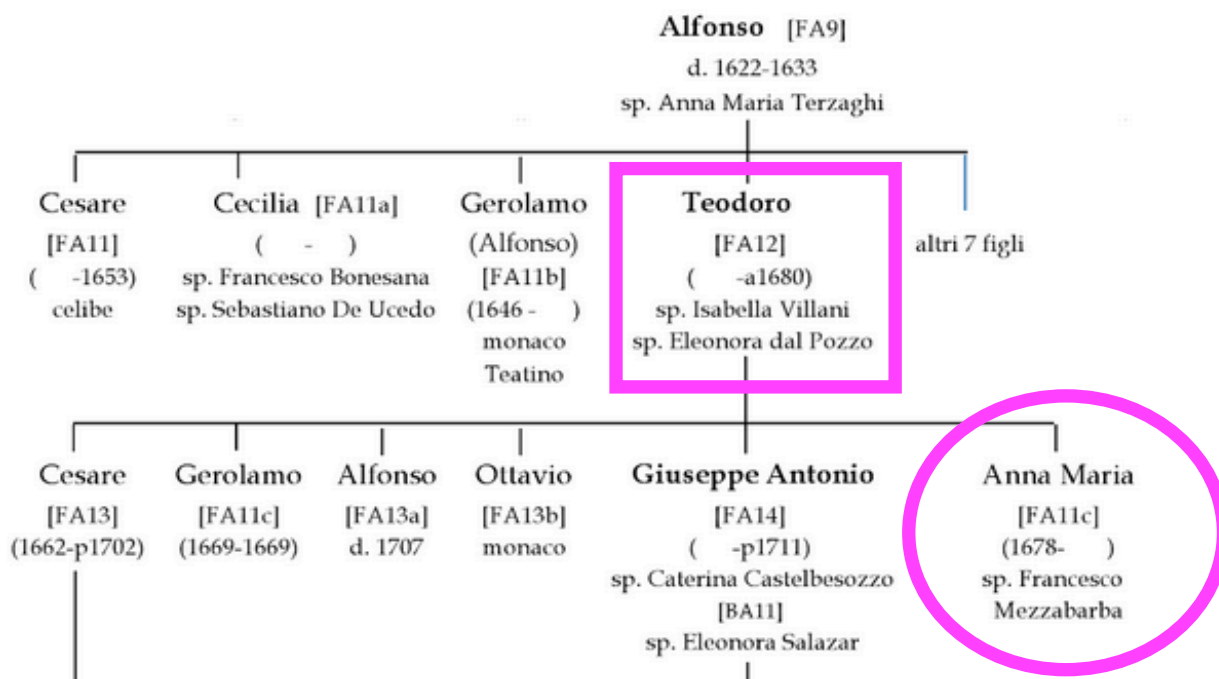 Alfonso [FA9]
d. 1622-1633
sp. Anna Maria Terzaghi
Cesare
[FA11]
( -1653)
celibe
Cecilia [FA11a]
( - )
sp. Francesco Bonesana
sp. Sebastiano De Ucedo
Gerolamo
(Alfonso)
[FA11b]
(1646 - )
monaco
Teatino
Teodoro
[FA12]
( -a1680)
sp. Isabella Villani
sp. Eleonora dal Pozzo
altri 7 figli
Cesare
[FA13]
(1662-p1702)
Gerolamo
[FA11c]
(1669-1669)
Alfonso
[FA13a]
d. 1707
Ottavio
[FA13b]
monaco
Giuseppe Antonio
[FA14]
( -p1711)
sp. Caterina Castelbesozzo
[BA11]
sp. Eleonora Salazar
Anna Maria
[FA11c]
(1678- )
sp. Francesco
Mezzabarba